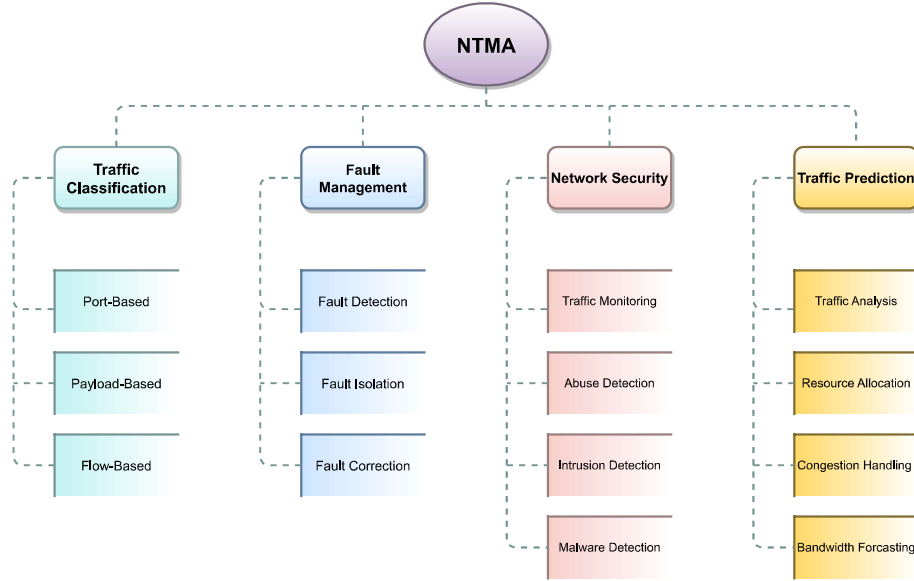 NTMA
Traffic
Classification
Fault
Management
Network Security
Traffic Prediction
Port-Based
Fault Detection
Traffic Monitoring
Traffic Analysis
Payload-Based
Fault Isolation
Abuse Detection
Resource Allocation
Flow-Based
Fault Correction
Intrusion Detection
Congestion Handling
Malware Detection
Bandwidth Forcasting